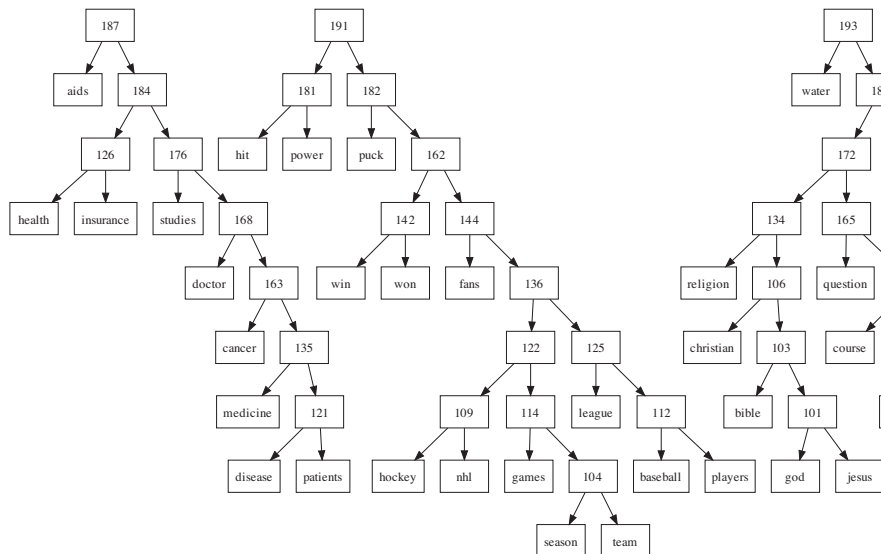 187 191 193
aids 184 181 182 water
126 176 hit power puck 162 172
health insurance studies 168 142 144 134 165
doctor 163 win won fans 136 religion 106 question
cancer 135 122 125 christian 103 course
medicine 121 109 114 league 112 bible 101
disease patients hockey nhl games 104 baseball players god jesus
season team